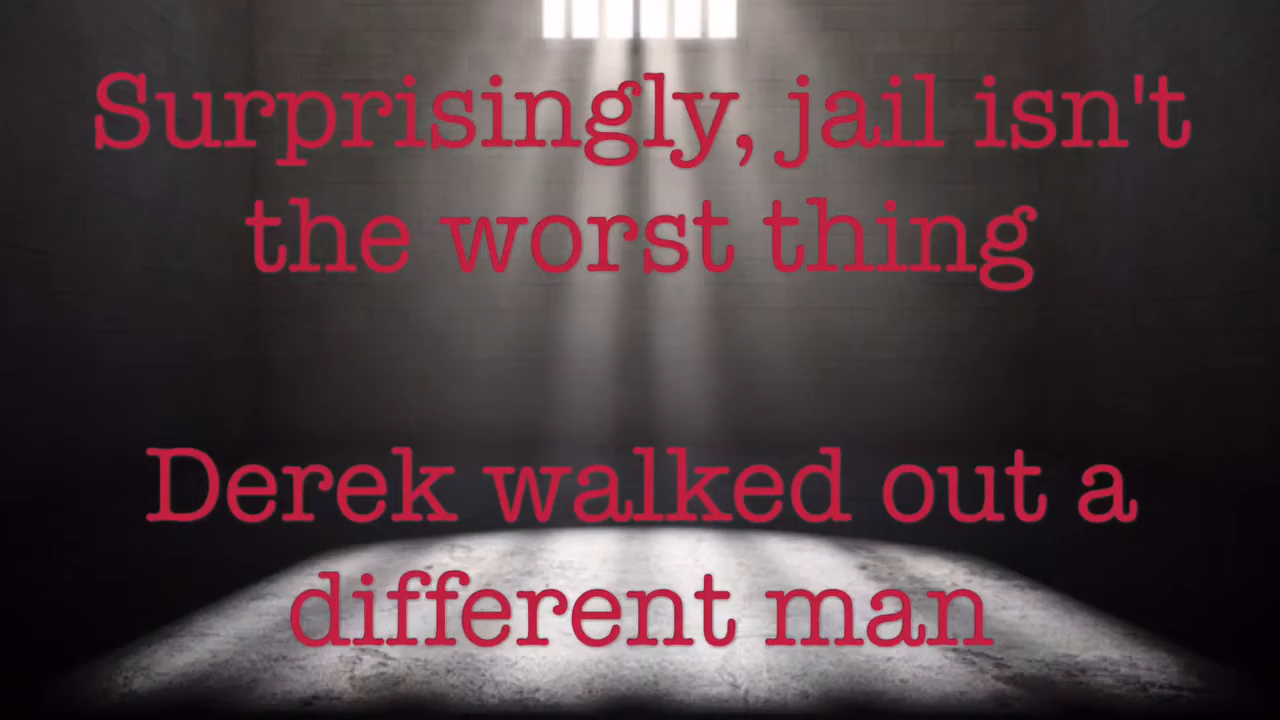 Surprisingly, jail isn't
the worst thing
Derek walked out a
different man